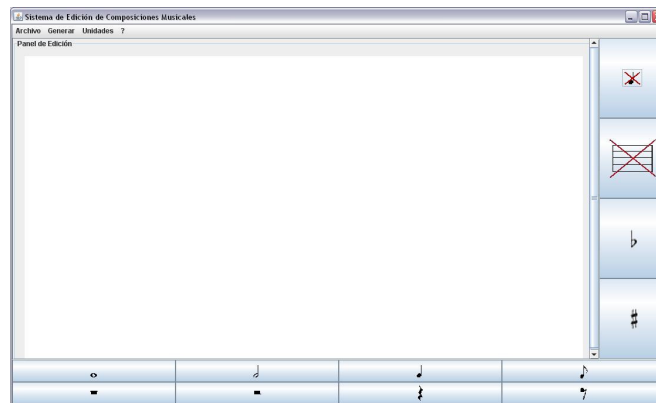 Sistema de Edición de Composiciones Musicales
Archivo Generar Unidades ?
Panel de Edición